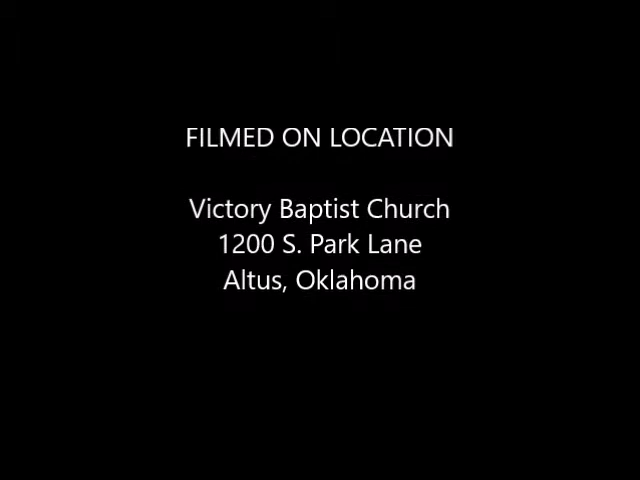 FILMED ON LOCATION
Victory Baptist Church
1200 S. Park Lane
Altus, Oklahoma